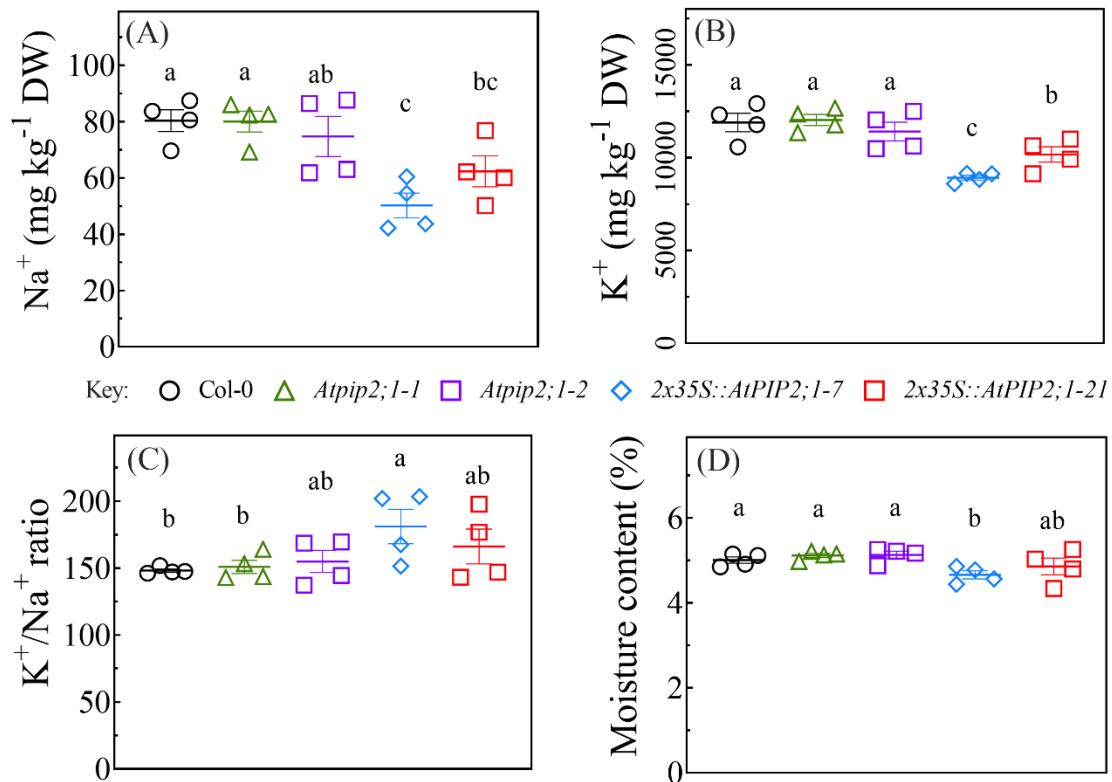 (A)
Na⁺ (mg kg⁻¹ DW)
100
80
60
40
20
0
a a ab c bc
(B)
K⁺ (mg kg⁻¹ DW)
15000
10000
5000
0
a a a c b
Key: Col-0 Atpip2;1-1 Atpip2;1-2 2x35S::AtPIP2;1-7 2x35S::AtPIP2;1-21
(C)
K⁺/Na⁺ ratio
200
150
100
50
0
b b ab a ab
(D)
Moisture content (%)
6
4
2
0
a a a b ab